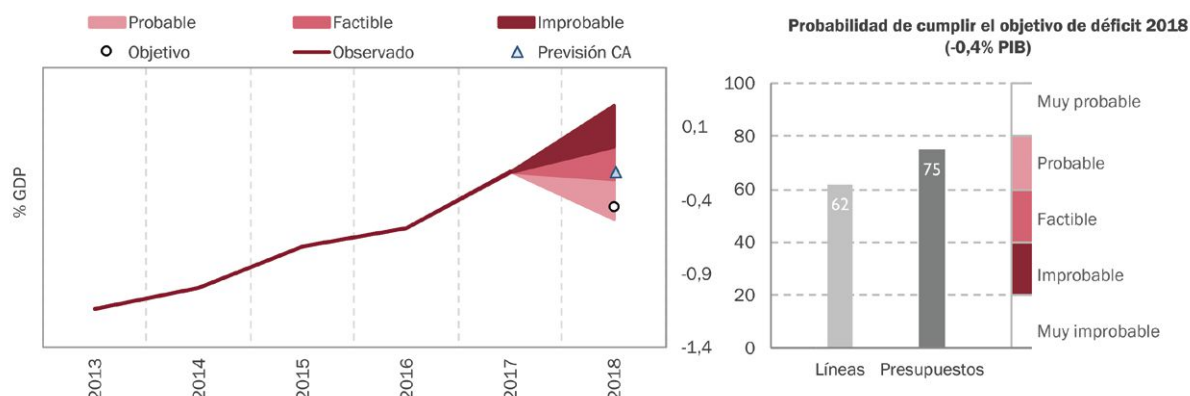 Probable Factible Improbable
Objetivo Observado Previsión CA
% GDP
0,1
-0,4
-0,9
-1,4
2013 2014 2015 2016 2017 2018
Probabilidad de cumplir el objetivo de déficit 2018
(-0,4% PIB)
100
80
60
40
20
0
62
75
Líneas Presupuestos
Muy probable
Probable
Factible
Improbable
Muy improbable